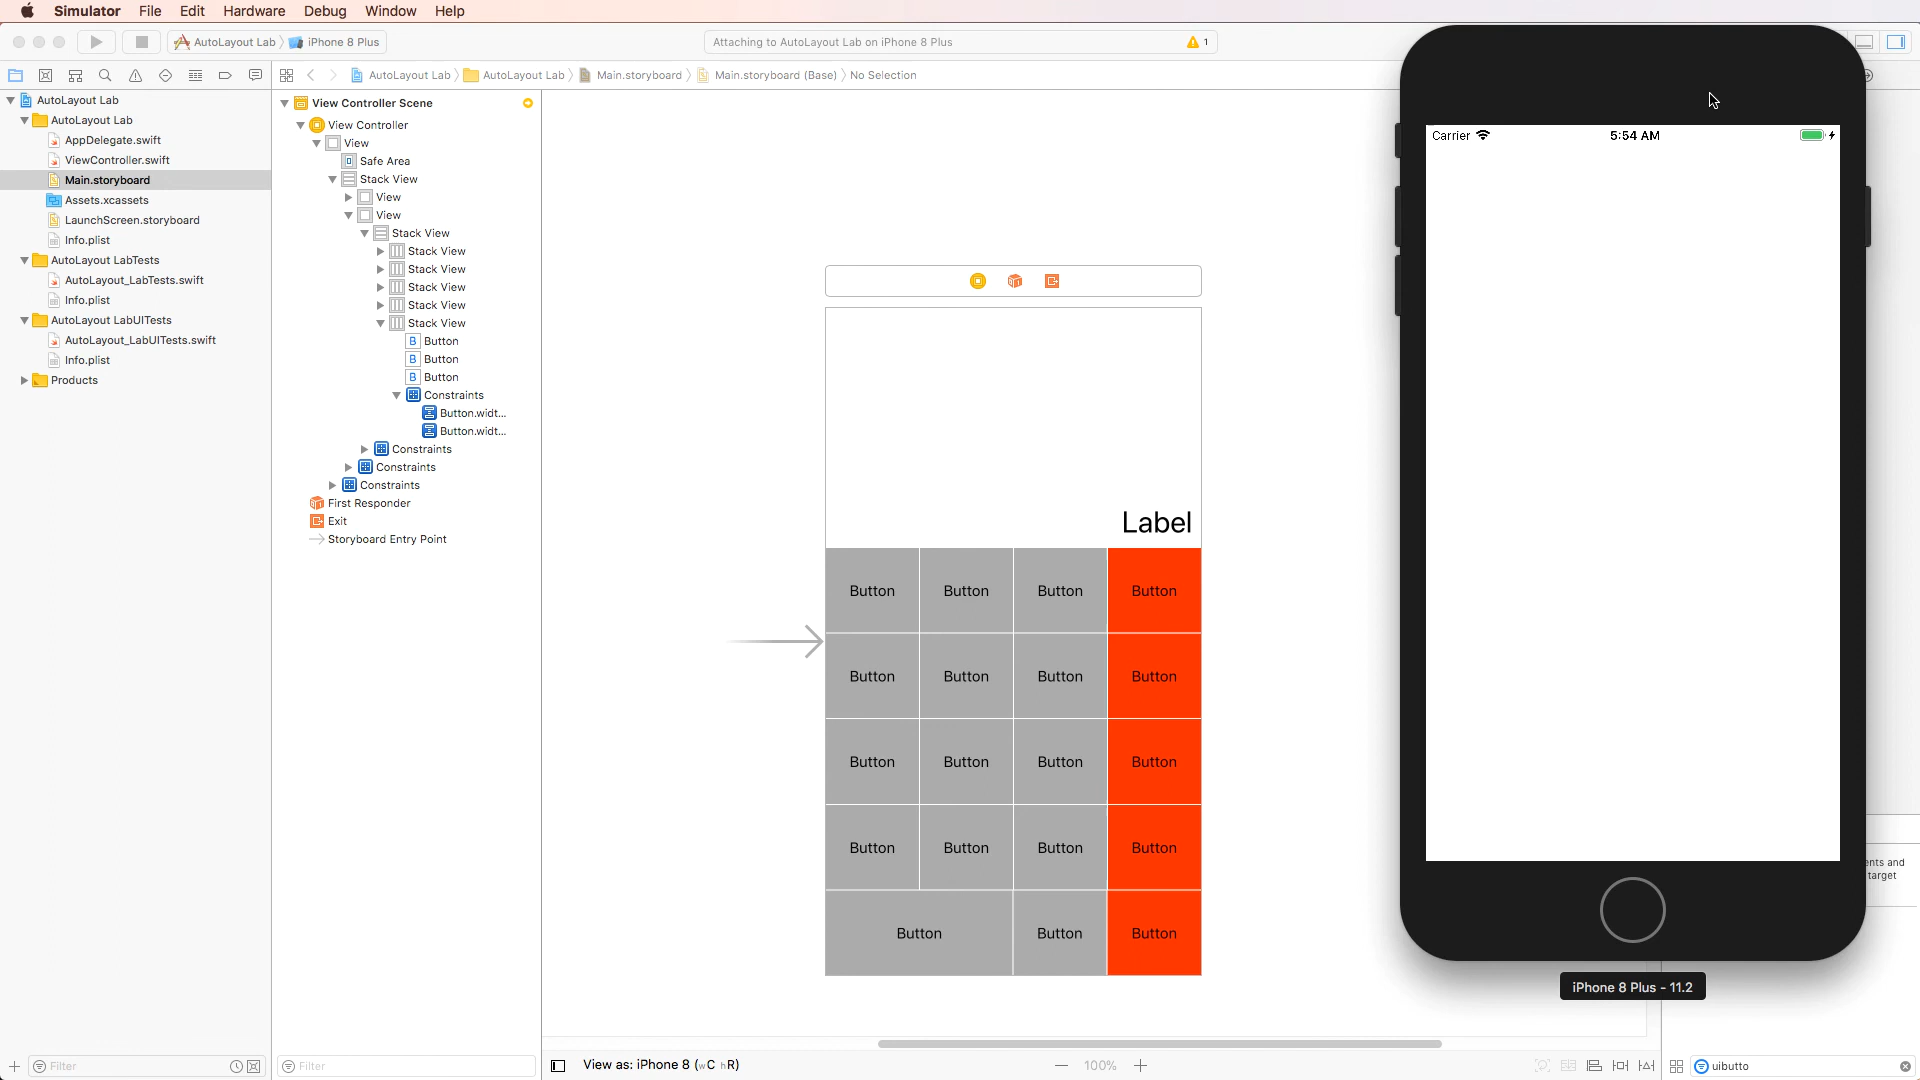 Simulator File Edit Hardware Debug Window Help
AutoLayout Lab iPhone 8 Plus
Attaching to AutoLayout Lab on iPhone 8 Plus
1
AutoLayout Lab AutoLayout Lab Main.storyboard Main.storyboard (Base) No Selection
AutoLayout Lab
AutoLayout Lab
AppDelegate.swift
ViewController.swift
Main.storyboard
Assets.xcassets
LaunchScreen.storyboard
Info.plist
AutoLayout LabTests
AutoLayout_LabTests.swift
Info.plist
AutoLayout LabUITests
AutoLayout_LabUITests.swift
Info.plist
Products
Filter
View Controller Scene
View Controller
View
Safe Area
Stack View
View
View
Stack View
Stack View
Stack View
Stack View
Stack View
Stack View
B Button
B Button
B Button
Constraints
Button.widt...
Button.widt...
Constraints
Constraints
Constraints
First Responder
Exit
Storyboard Entry Point
Filter
Label
Button Button Button Button
Button Button Button Button
Button Button Button Button
Button Button Button Button
Button Button Button
View as: iPhone 8 (wC hR)
100%
Carrier 5:54 AM
iPhone 8 Plus - 11.2
ents and
target
uibutto